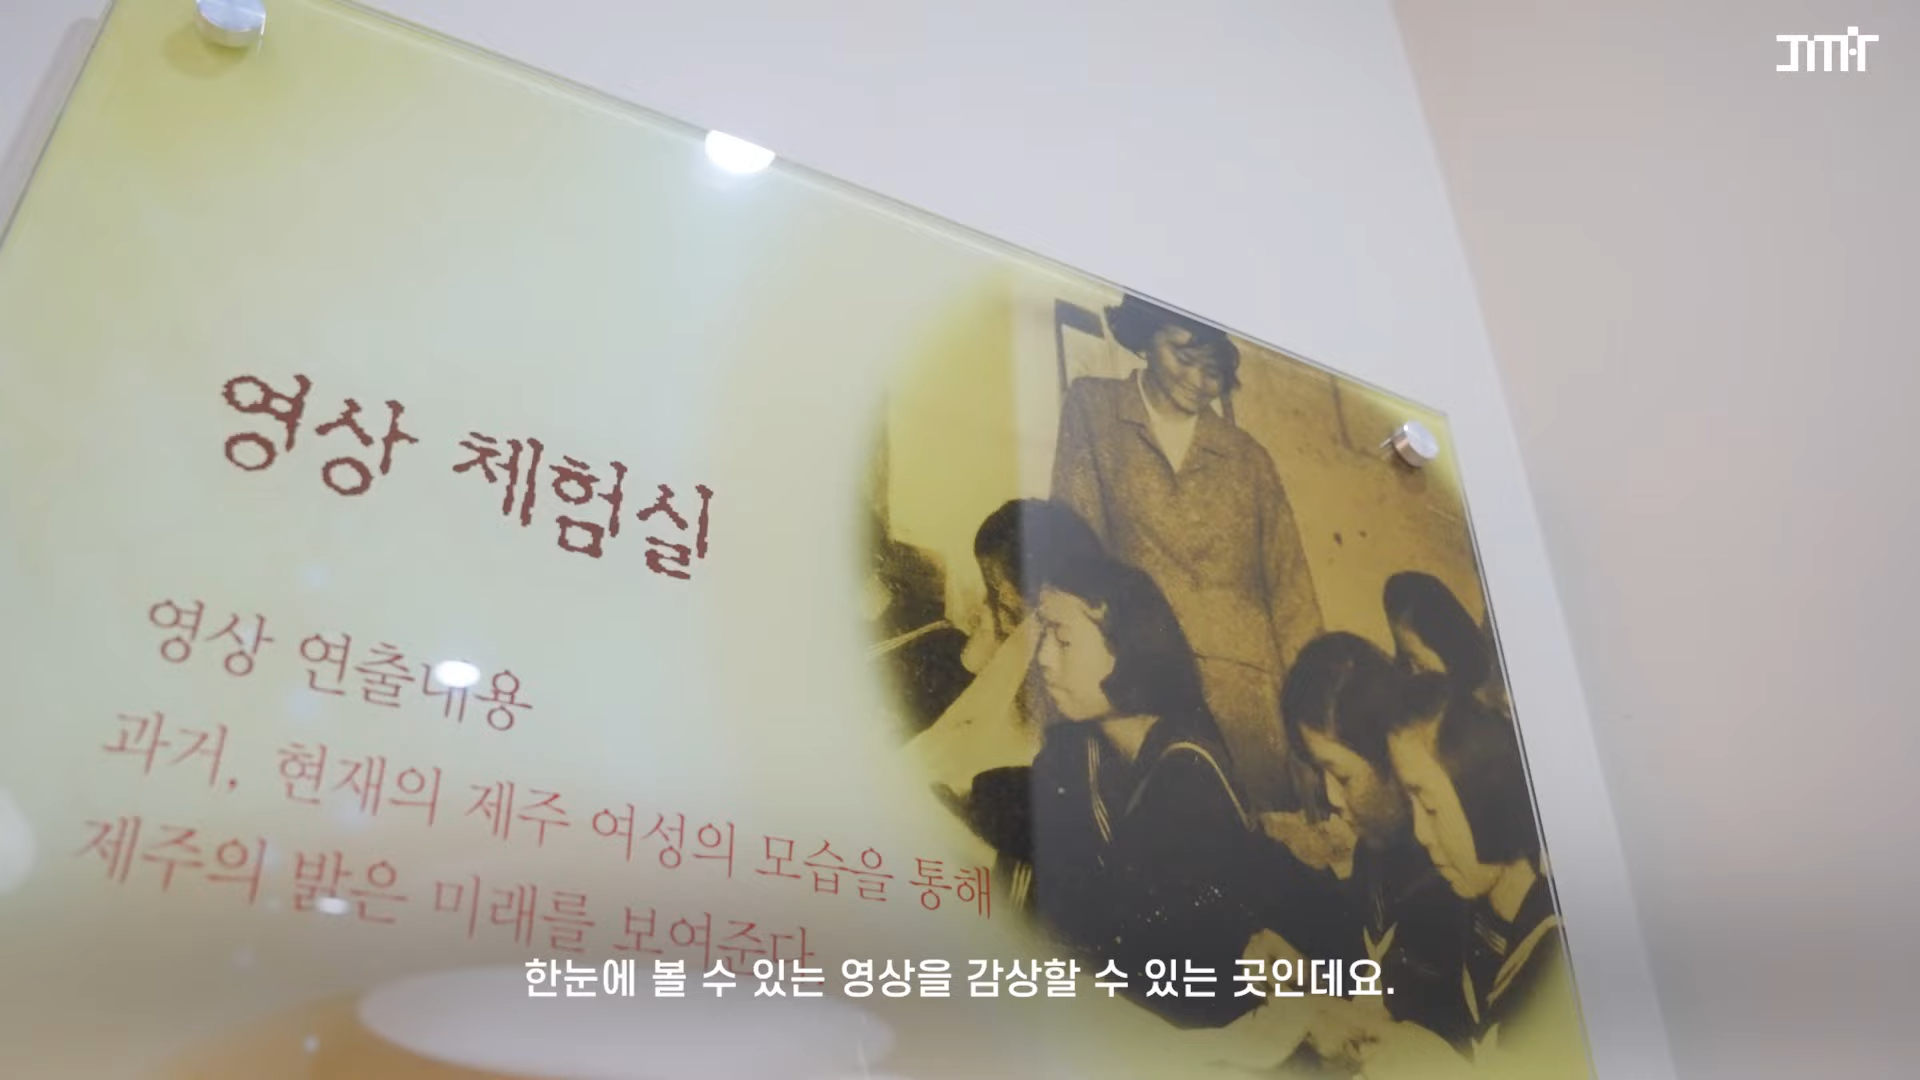 JMT
영상 체험실
영상 연출내용
과거, 현재의 제주 여성의 모습을 통해
제주의 밝은 미래를 보여준다.
한눈에 볼 수 있는 영상을 감상할 수 있는 곳인데요.